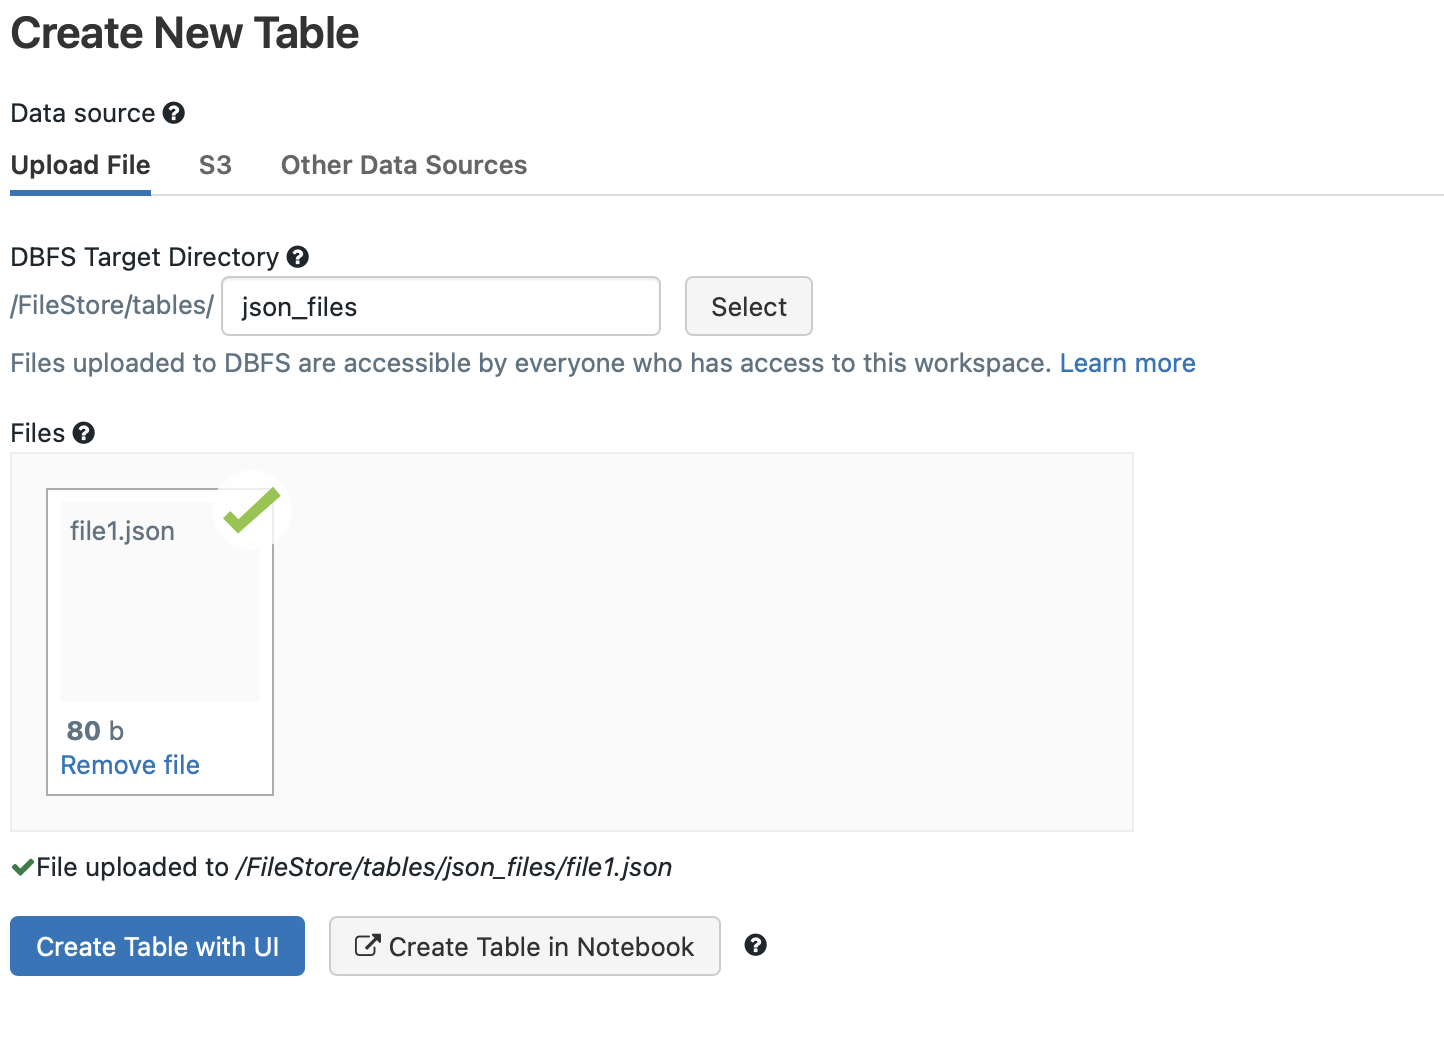 Create New Table
Data source
Upload File S3 Other Data Sources
DBFS Target Directory
/FileStore/tables/ json_files Select
Files uploaded to DBFS are accessible by everyone who has access to this workspace. Learn more
Files
file1.json
80 b
Remove file
File uploaded to /FileStore/tables/json_files/file1.json
Create Table with UI Create Table in Notebook